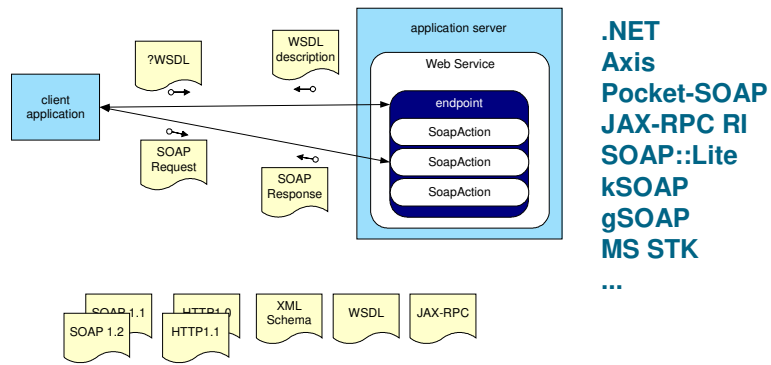 application server
.NET
Axis
Pocket-SOAP
JAX-RPC RI
SOAP::Lite
kSOAP
gSOAP
MS STK
...
?WSDL
WSDL
description
Web Service
client
application
endpoint
SoapAction
SoapAction
SoapAction
SOAP
Request
SOAP
Response
SOAP 1.1
SOAP 1.2
HTTP1.0
HTTP1.1
XML
Schema
WSDL
JAX-RPC